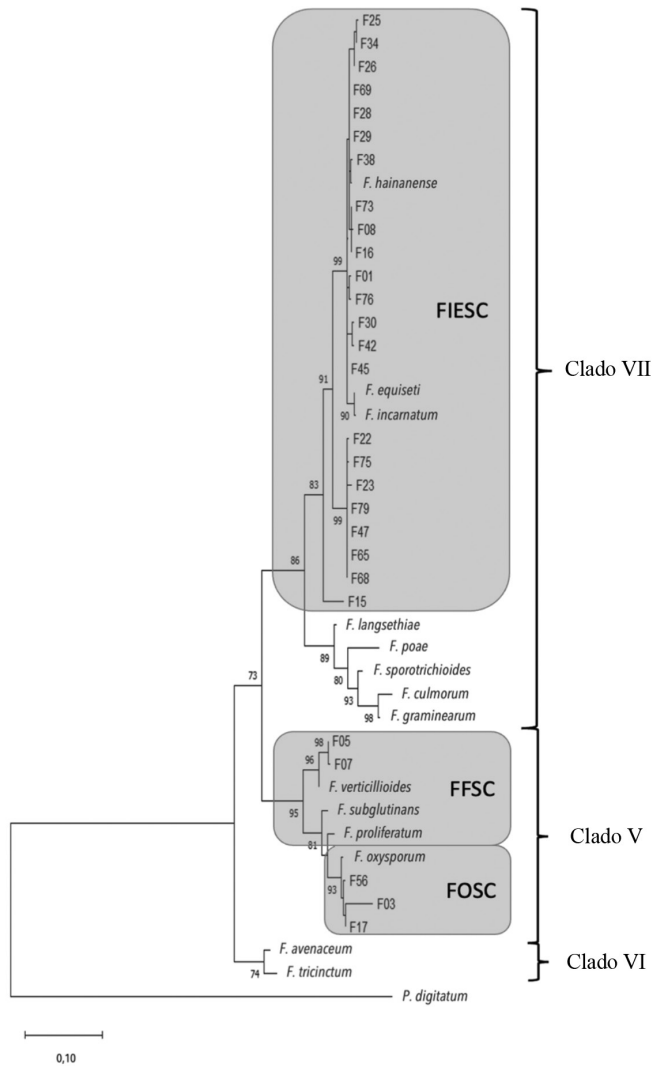 F25
F34
F26
F69
F28
F29
F38
F. hainanense
F73
F08
99
F16
F01
F76
FIESC
F30
F42
Clado VII
F45
91
F. equiseti
90
F. incarnatum
F22
F75
83
F23
F79
99
F47
F65
86
F68
F15
F. langsethiae
F. poae
89
F. sporotrichioides
80
73
F. culmorum
93
F. graminearum
98
F05
98
F07
96
F. verticillioides
FFSC
95
F. subglutinans
F. proliferatum
81
Clado V
F. oxysporum
F56
93
FOSC
F03
F17
F. avenaceum
Clado VI
F. tricinctum
74
P. digitatum
0,10